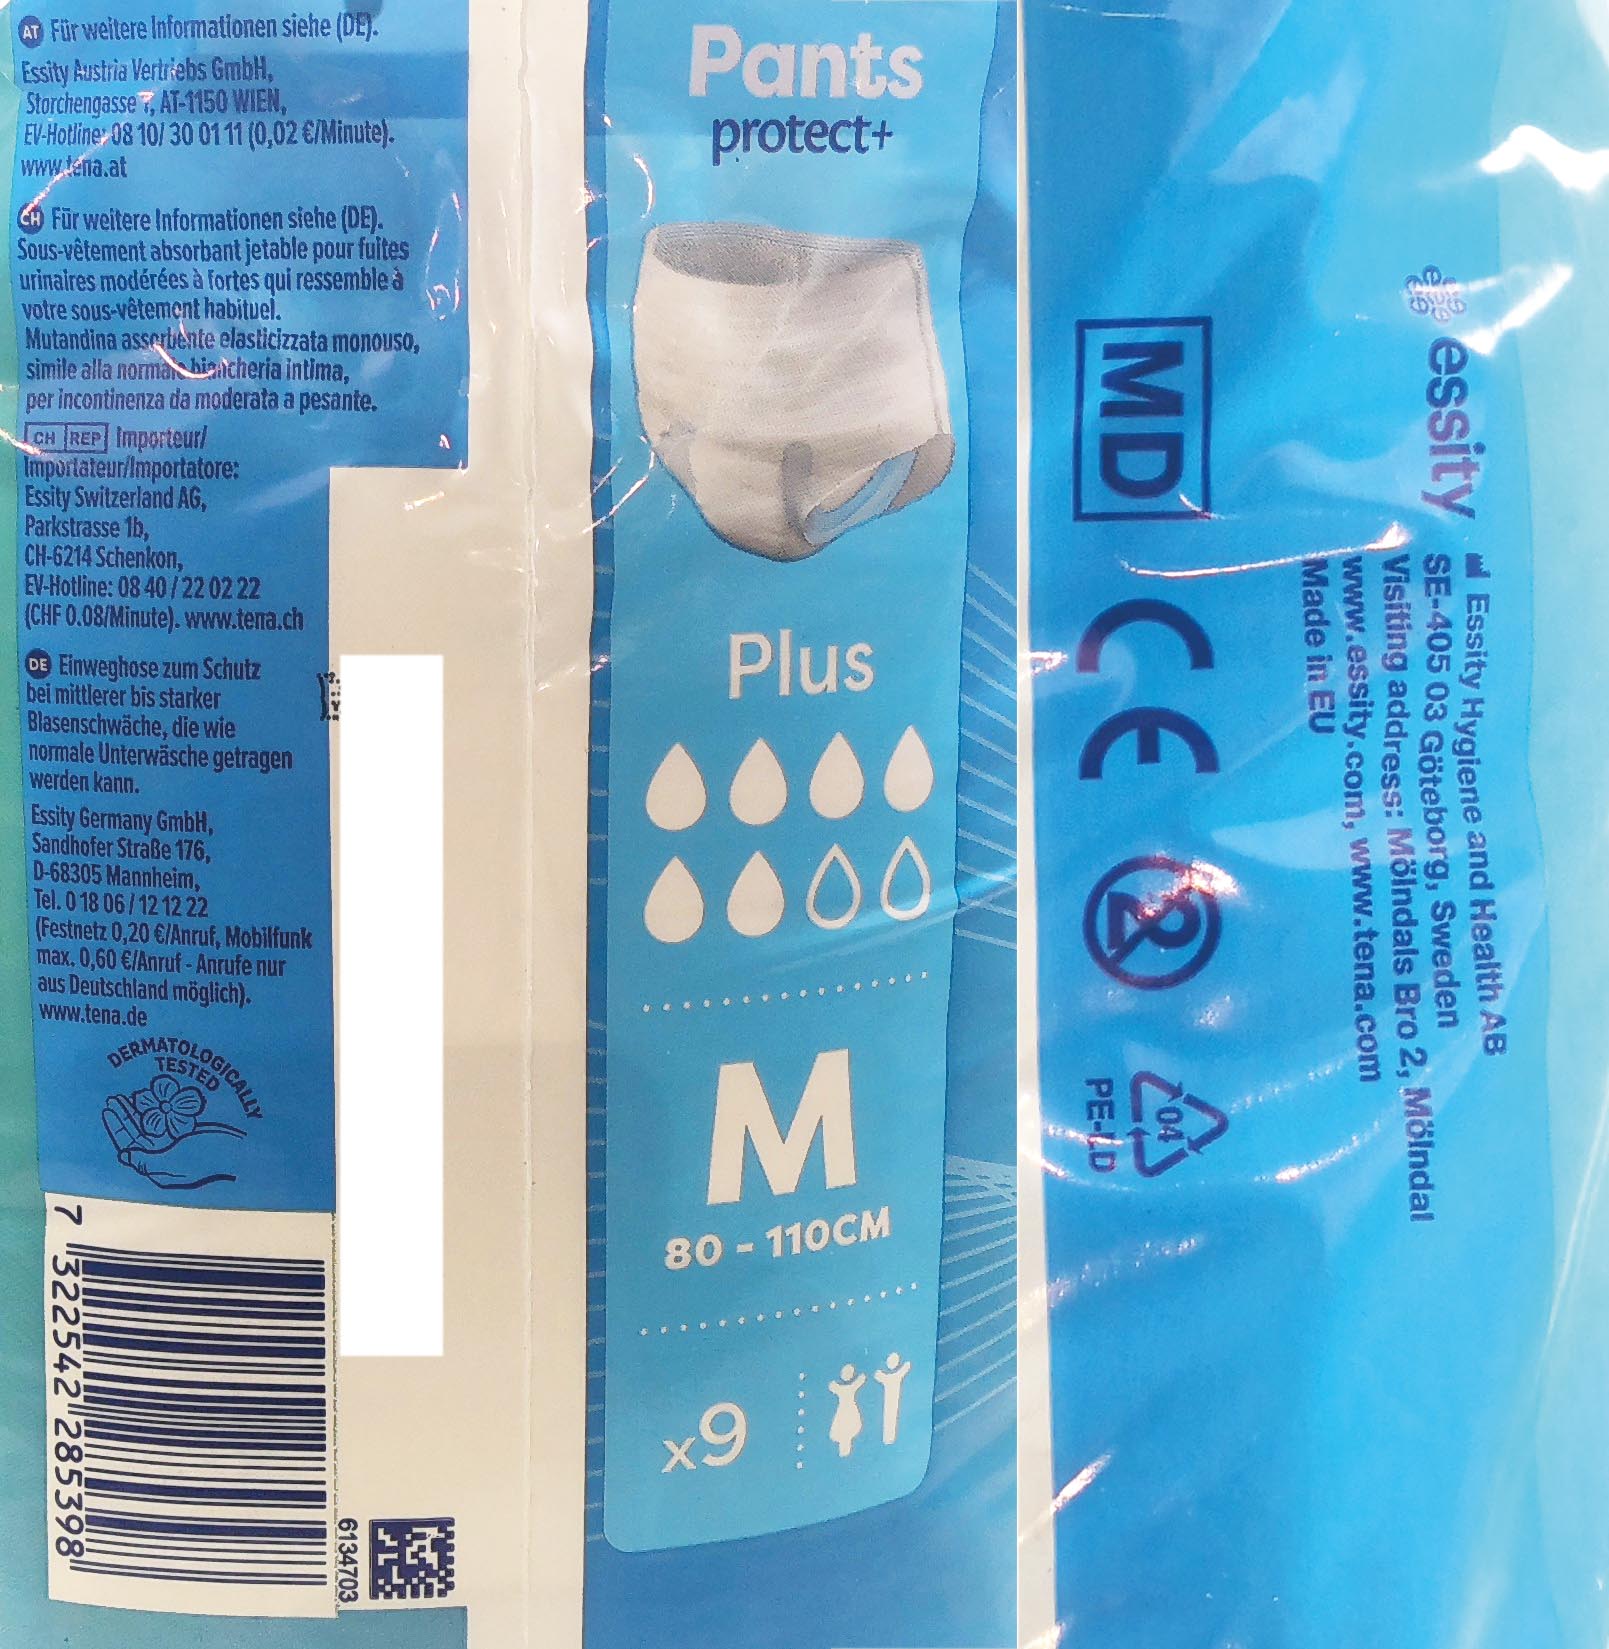 AT Für weitere Informationen siehe (DE).
Essity Austria Vertriebs GmbH,
Storchengasse 1, AT-1150 WIEN,
EV-Hotline: 08 10/ 30 01 11 (0,02 €/Minute).
www.tena.at
CH Für weitere Informationen siehe (DE).
Sous-vêtement absorbant jetable pour fuites
urinaires modérées à fortes qui ressemble à
votre sous-vêtement habituel.
Mutandina assorbente elasticizzata monouso,
simile alla normale biancheria intima,
per incontinenza da moderata a pesante.
CH REP Importeur/
Importateur/Importatore:
Essity Switzerland AG,
Parkstrasse 1b,
CH-6214 Schenkon,
EV-Hotline: 08 40 / 22 02 22
(CHF 0.08/Minute). www.tena.ch
DE Einweghose zum Schutz
bei mittlerer bis starker
Blasenschwäche, die wie
normale Unterwäsche getragen
werden kann.
Essity Germany GmbH,
Sandhofer Straße 176,
D-68305 Mannheim,
Tel. 0 18 06 / 12 12 22
(Festnetz 0,20 €/Anruf, Mobilfunk
max. 0,60 €/Anruf - Anrufe nur
aus Deutschland möglich).
www.tena.de
DERMATOLOGICALLY
TESTED
7 322542 285398
6134703
Pants
protect+
Plus
M
80 - 110CM
x9
essity
Essity Hygiene and Health AB
SE-405 03 Göteborg, Sweden
Visiting address: Mölndals Bro 2, Mölndal
www.essity.com, www.tena.com
Made in EU
MD
CE
2
04
PE-LD